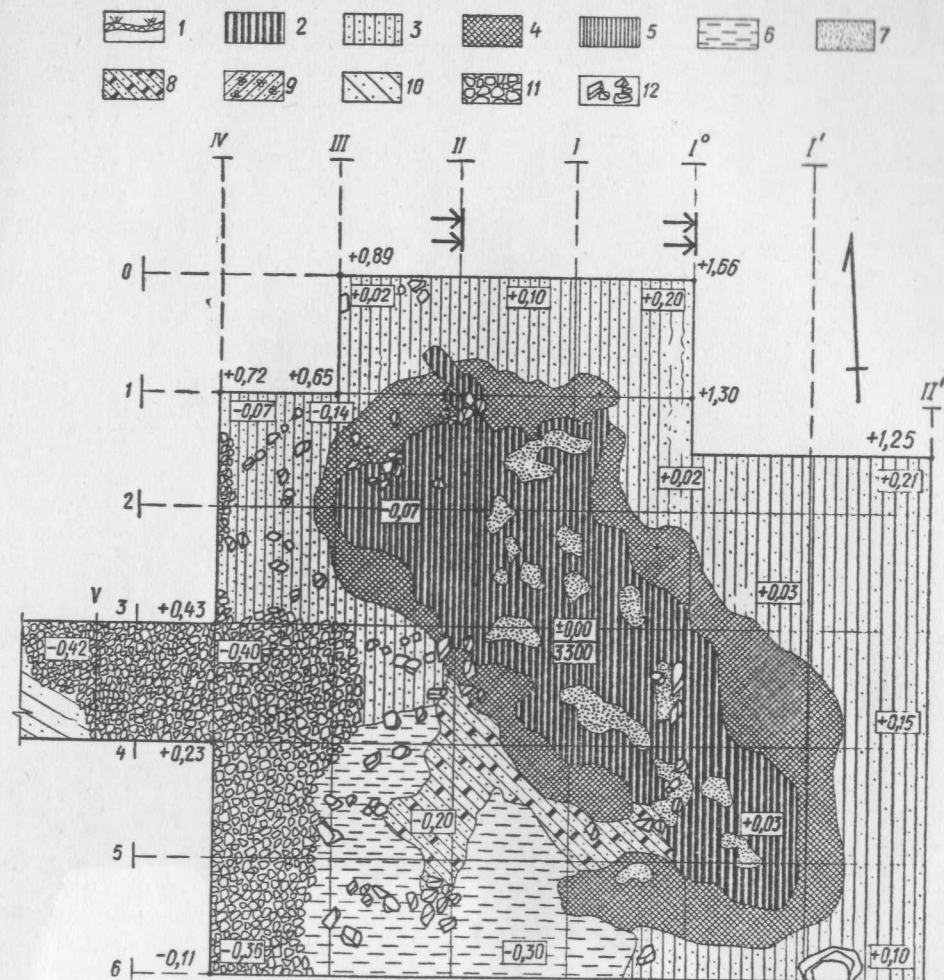 1 2 3 4 5 6 7
8 9 10 11 12
IV III II I I° I'
0 +0,89 +1,66
+0,02 +0,10 +0,20
1 +0,72 +0,65 +1,30 II'
-0,07 -0,14
+1,25
+0,02 +0,21
2 -0,07
V 3 +0,43 +0,03
±0,00
-0,42 -0,40 3300
+0,15
4 +0,23
-0,20 +0,03
5
-0,36 -0,30 +0,10
6 -0,11